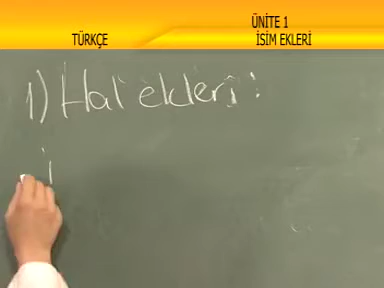 ÜNİTE 1
TÜRKÇE
İSİM EKLERİ
1) Hal ekleri:
i